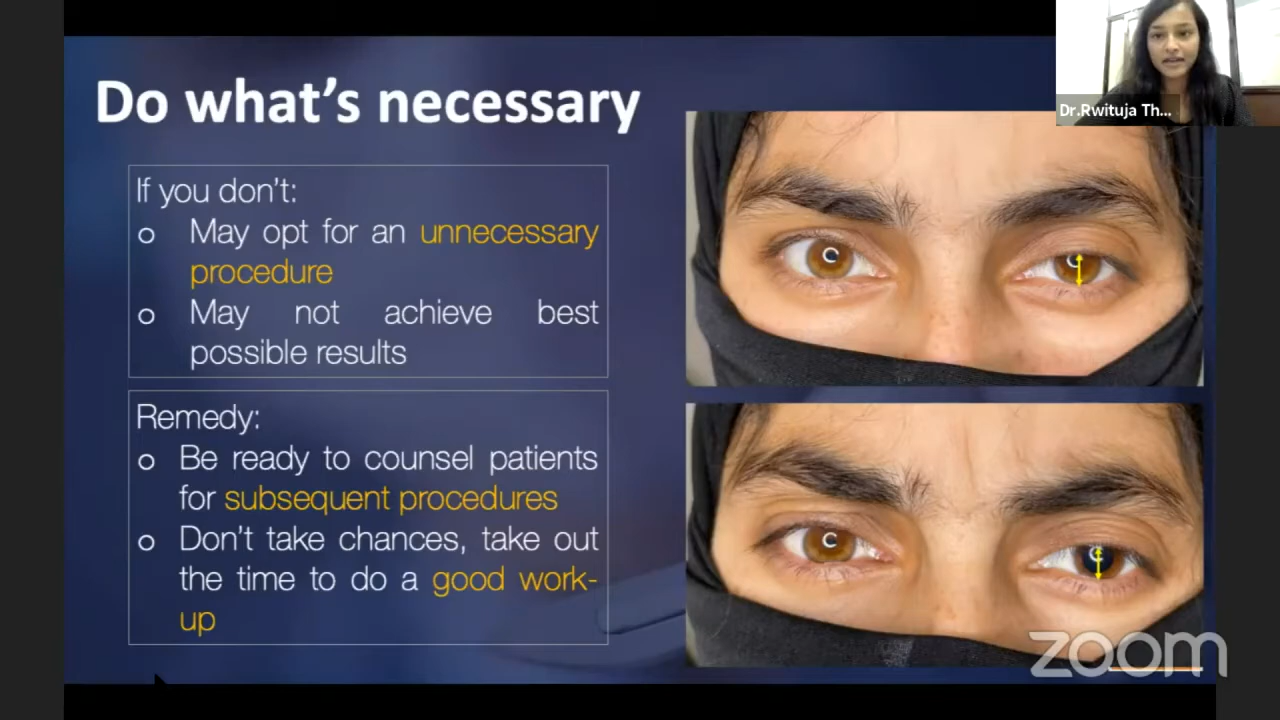 Do what's necessary
If you don't:
o May opt for an unnecessary
procedure
o May not achieve best
possible results
Remedy:
o Be ready to counsel patients
for subsequent procedures
o Don't take chances, take out
the time to do a good work-
up
Dr.Rwituja Th...
zoom